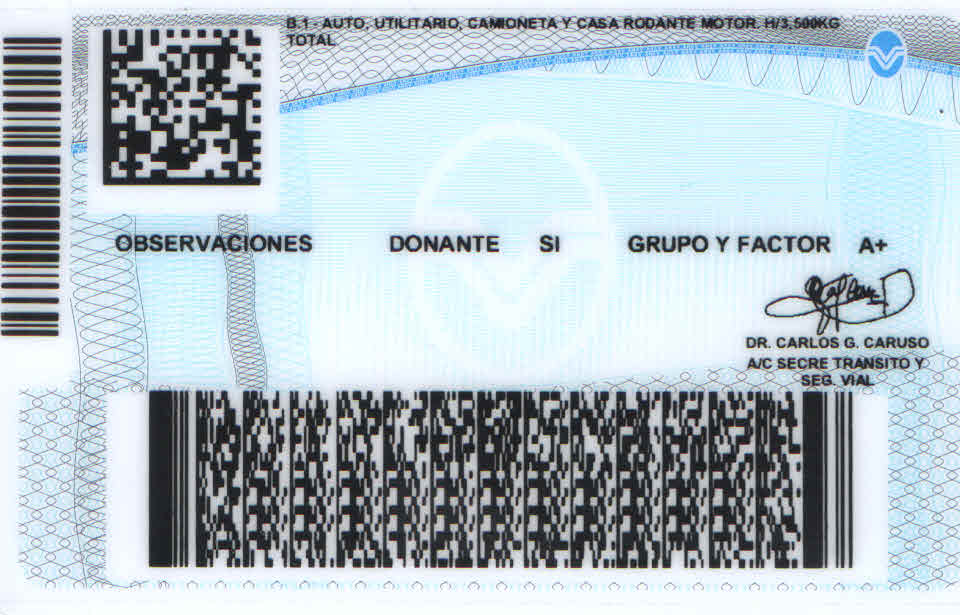 B.1 - AUTO, UTILITARIO, CAMIONETA Y CASA RODANTE MOTOR. H/3,500KG
TOTAL
OBSERVACIONES DONANTE SI GRUPO Y FACTOR A+
DR. CARLOS G. CARUSO
A/C SECRE TRANSITO Y
SEG. VIAL